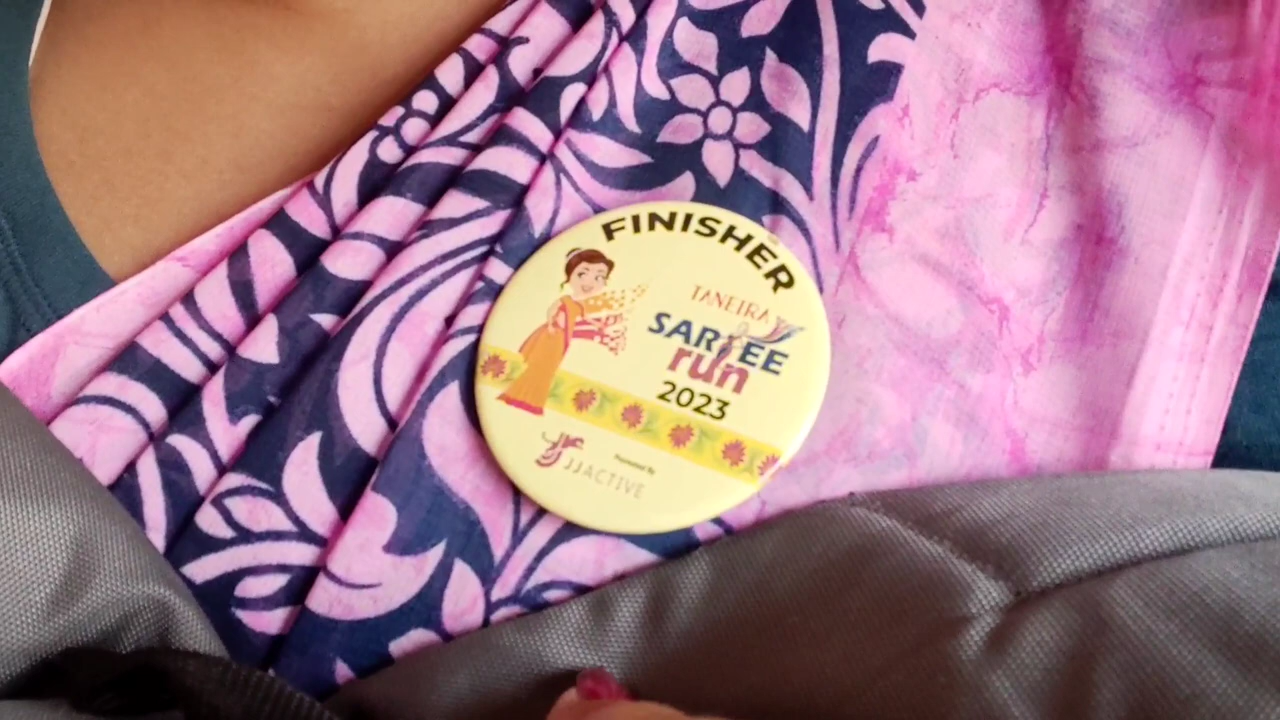 FINISHER
TANEIRA
SAREE
run
2023
Promoted By
JJACTIVE